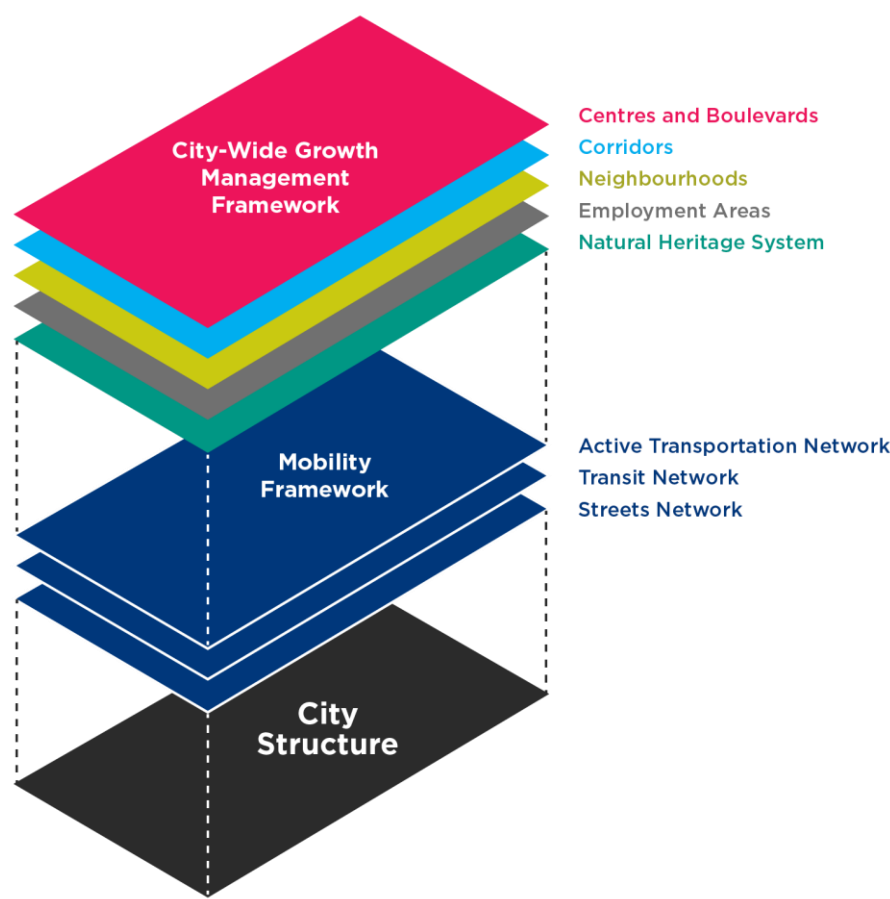 City-Wide Growth
Management
Framework
Centres and Boulevards
Corridors
Neighbourhoods
Employment Areas
Natural Heritage System
Mobility
Framework
Active Transportation Network
Transit Network
Streets Network
City
Structure